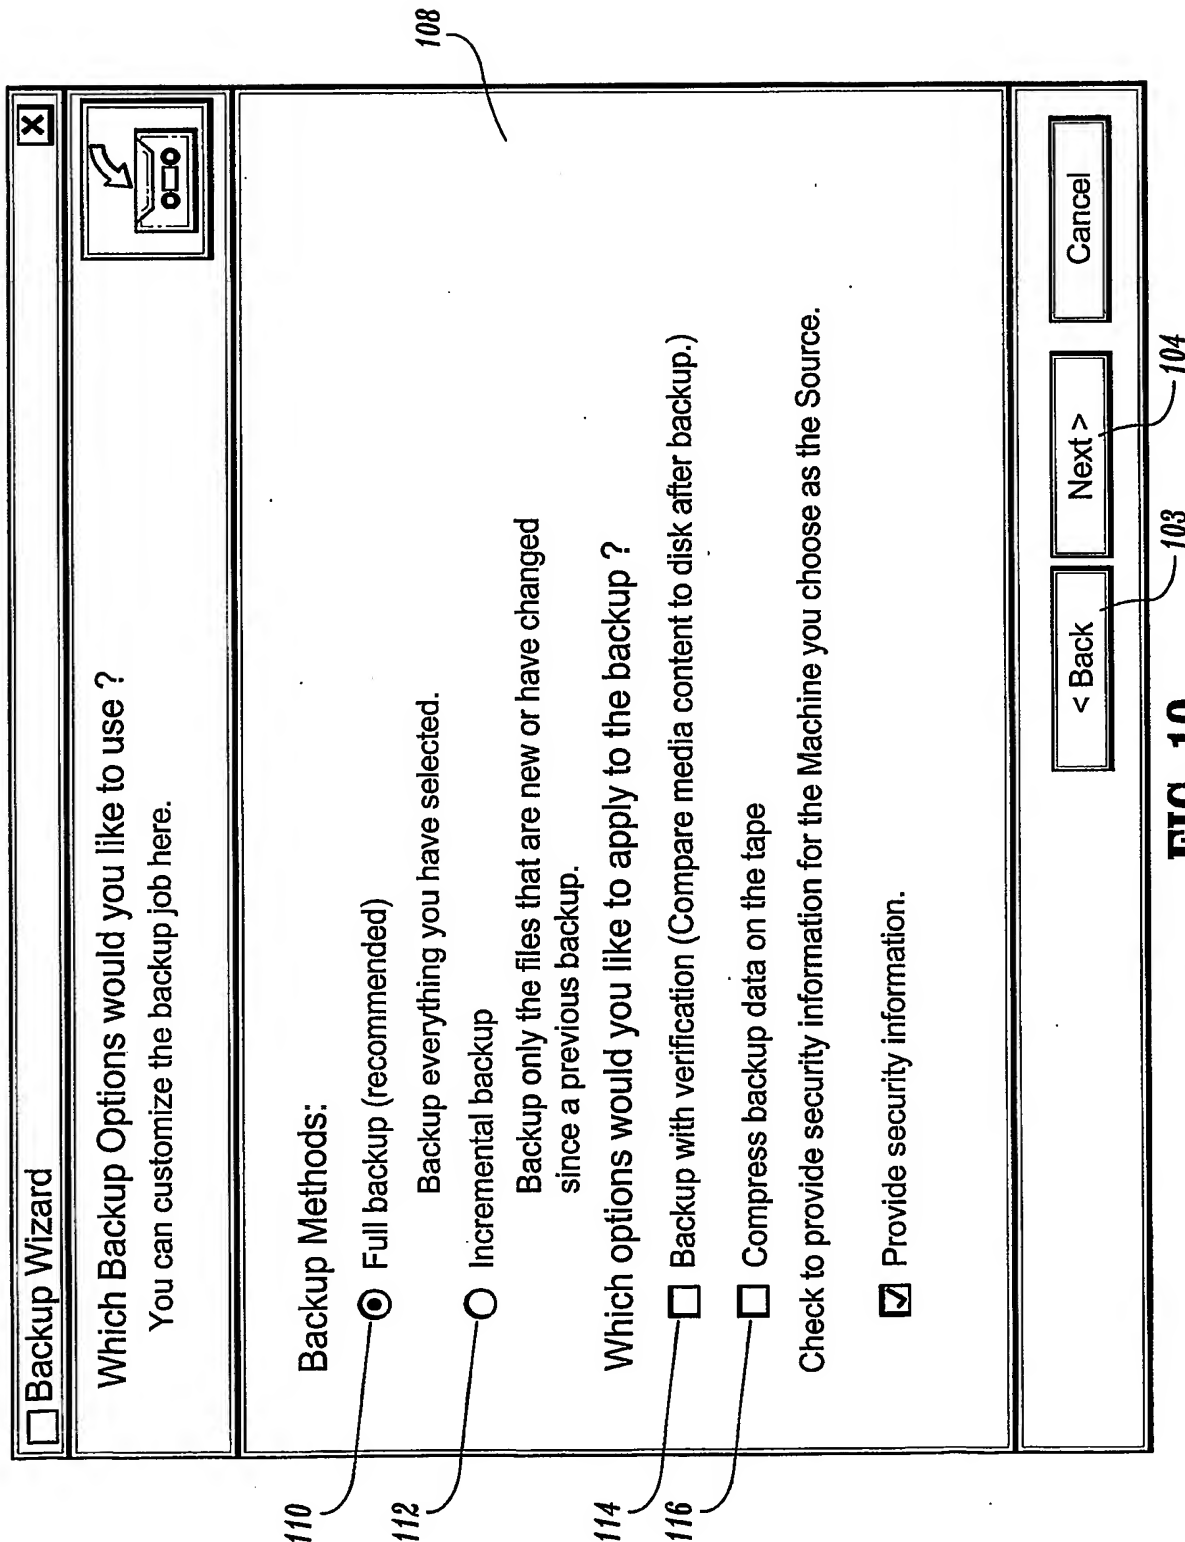 Backup Wizard
Which Backup Options would you like to use ?
You can customize the backup job here.
108
Backup Methods:
110
Full backup (recommended)
Backup everything you have selected.
112
Incremental backup
Backup only the files that are new or have changed
since a previous backup.
Which options would you like to apply to the backup ?
114
Backup with verification (Compare media content to disk after backup.)
116
Compress backup data on the tape
Check to provide security information for the Machine you choose as the Source.
Provide security information.
< Back
Next >
Cancel
103
104